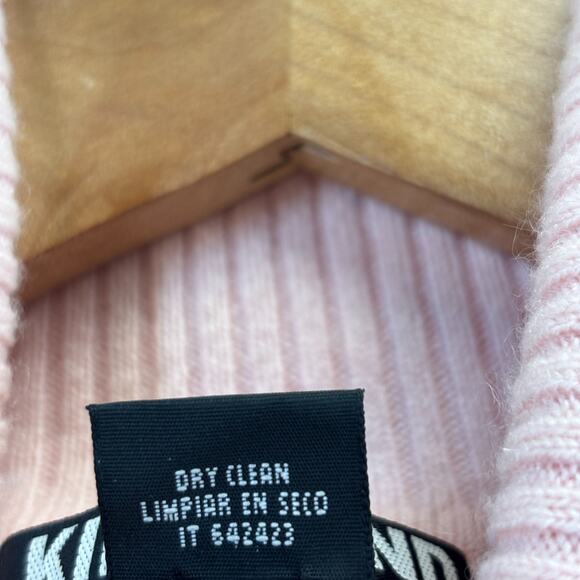 DRY CLEAN
LIMPIAR EN SECO
IT 642423